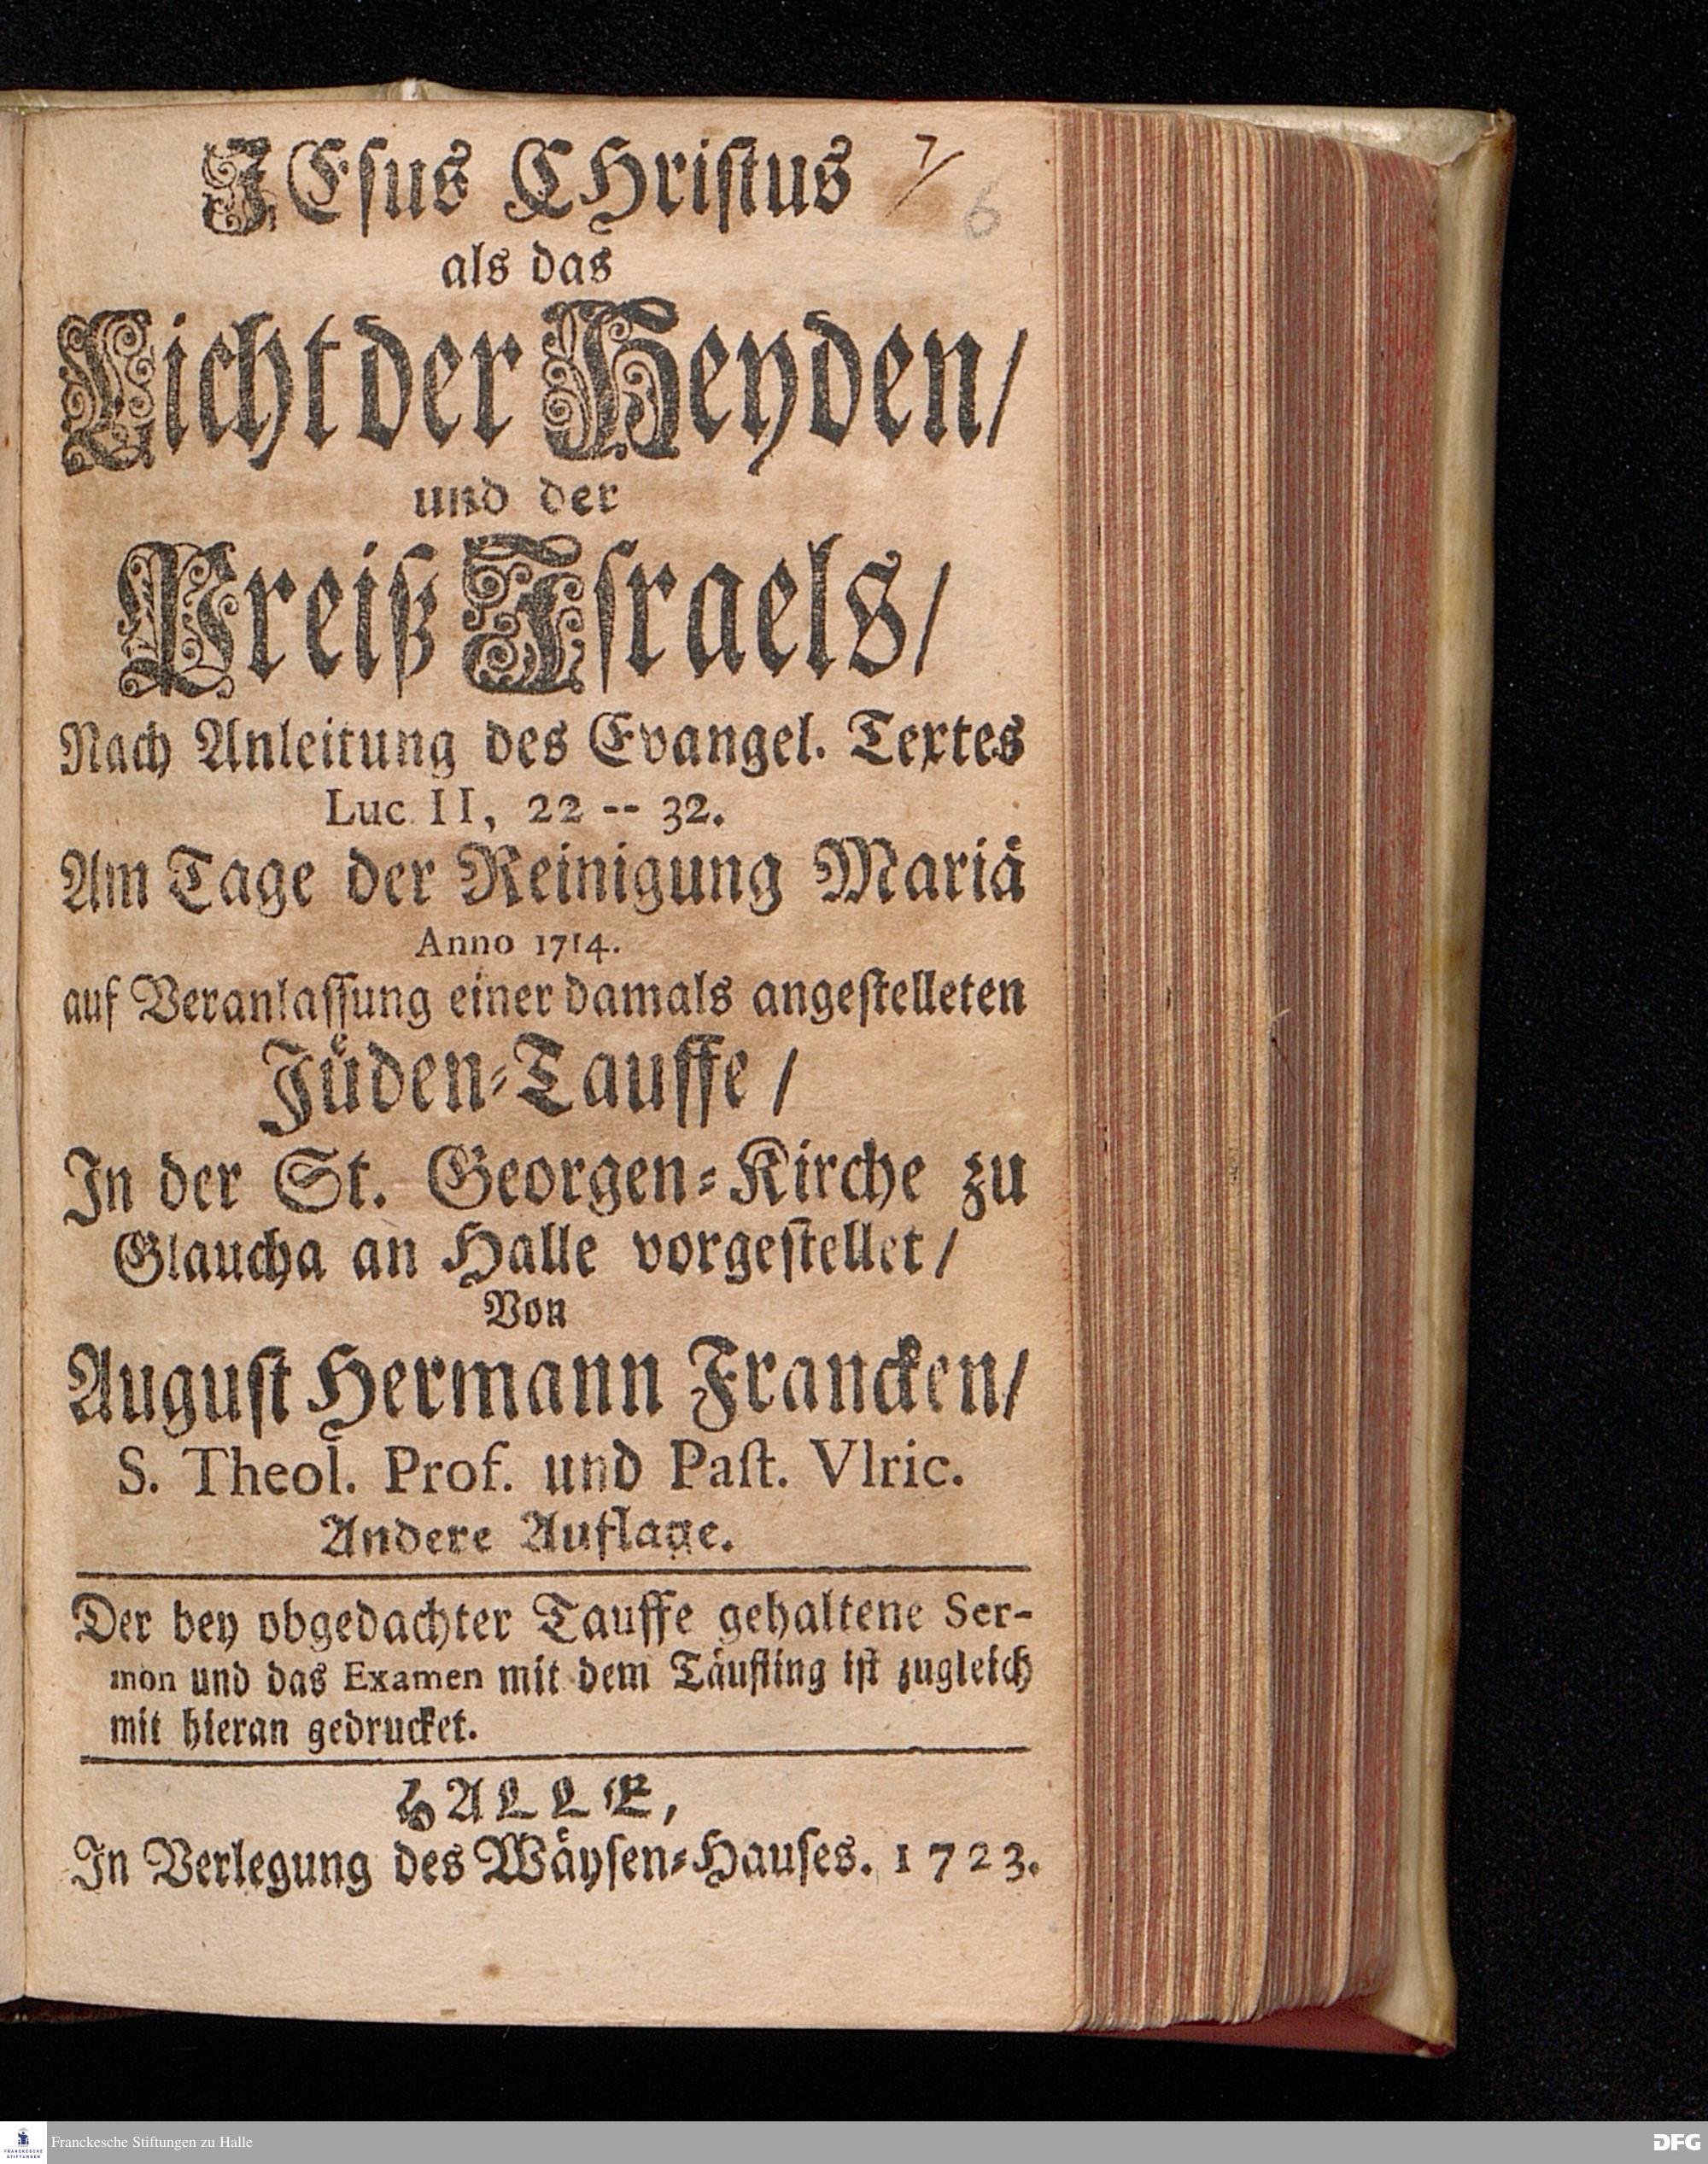 JEsus CHristus 7/
6
als das
Licht der Heyden/
und der
Preiß Israels/
Nach Anleitung des Evangel. Textes
Luc II, 22 -- 32.
Am Tage der Reinigung Mariä
Anno 1714.
auf Veranlassung einer damals angestelleten
Jüden-Tauffe/
In der St. Georgen-Kirche zu
Glaucha an Halle vorgestellet/
Von
August Hermann Francken/
S. Theol. Prof. und Past. Vlric.
Andere Auflage.
Der bey obgedachter Tauffe gehaltene Ser-
mon und das Examen mit dem Täufling ist zugleich
mit hieran gedrucket.
HALLE,
In Verlegung des Wäysen-Hauses. 1723.
FRANCKESCHE
STIFTUNGEN
Franckesche Stiftungen zu Halle
DFG